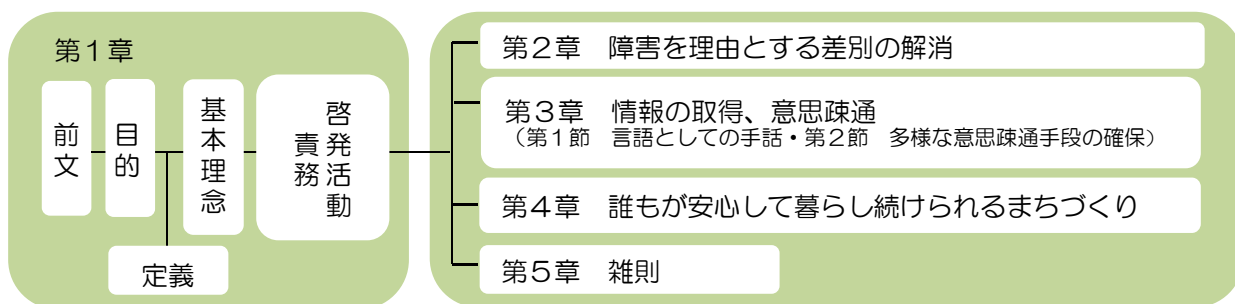 第１章
前文
目的
定義
基本理念
啓発活動
責務
第２章　障害を理由とする差別の解消
第３章　情報の取得、意思疎通
（第１節　言語としての手話・第２節　多様な意思疎通手段の確保）
第４章　誰もが安心して暮らし続けられるまちづくり
第５章　雑則